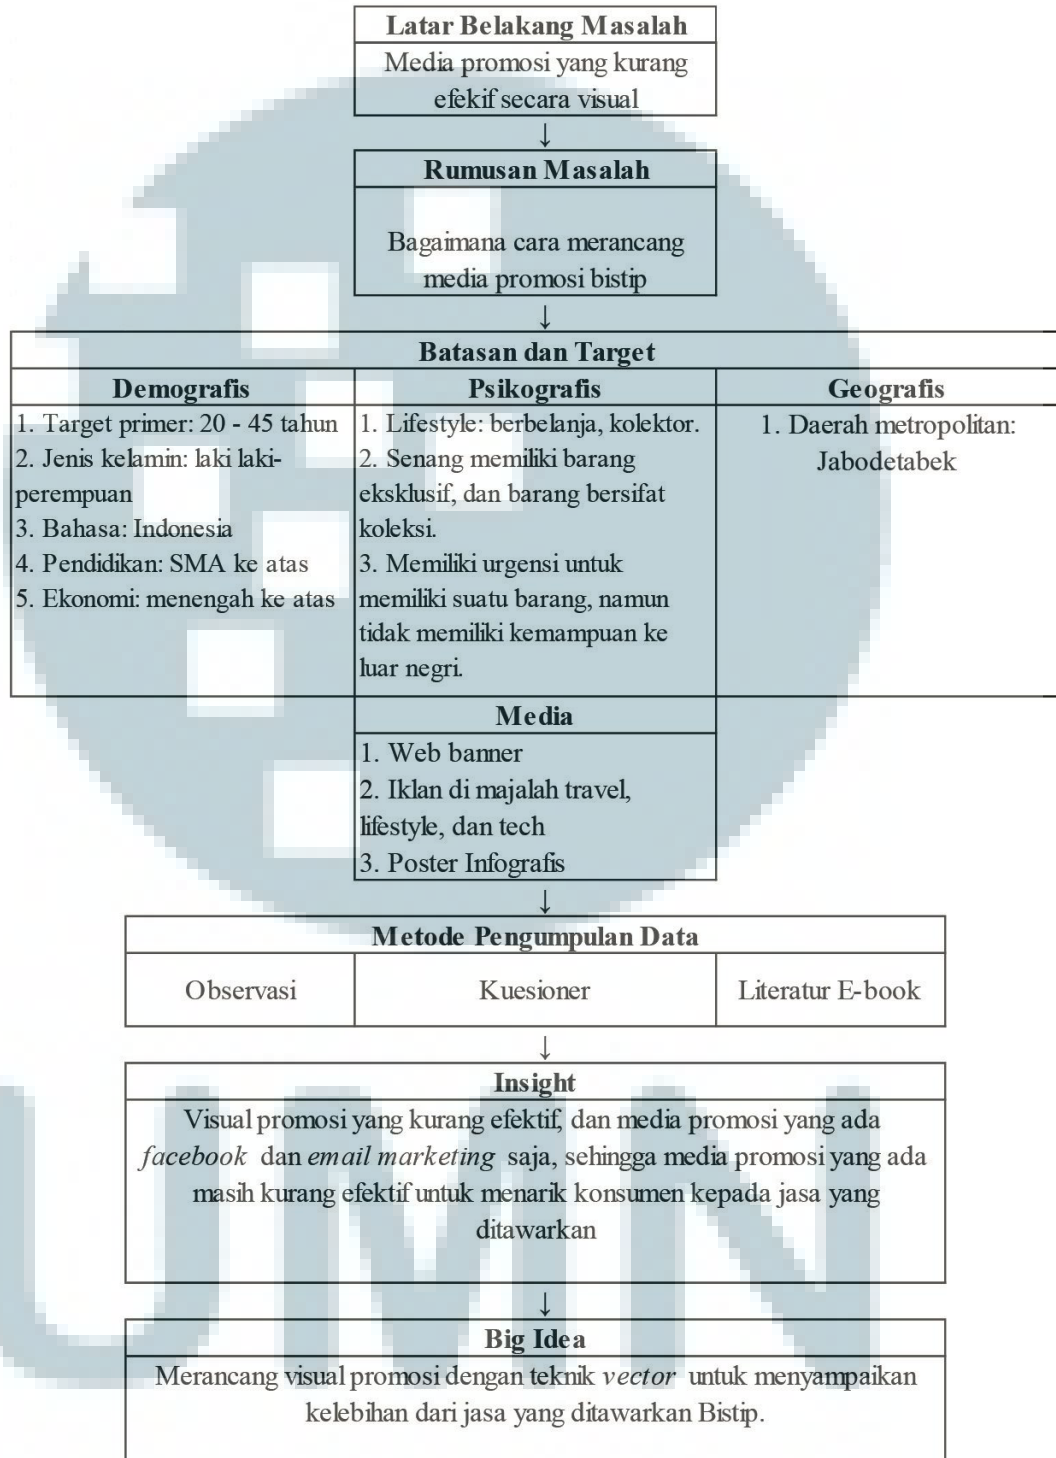 Latar Belakang Masalah
Media promosi yang kurang
efekif secara visual
↓
Rumusan Masalah
Bagaimana cara merancang
media promosi bistip
↓
Batasan dan Target
Demografis
1. Target primer: 20 - 45 tahun
2. Jenis kelamin: laki laki-
perempuan
3. Bahasa: Indonesia
4. Pendidikan: SMA ke atas
5. Ekonomi: menengah ke atas
Psikografis
1. Lifestyle: berbelanja, kolektor.
2. Senang memiliki barang
eksklusif, dan barang bersifat
koleksi.
3. Memiliki urgensi untuk
memiliki suatu barang, namun
tidak memiliki kemampuan ke
luar negri.
Geografis
1. Daerah metropolitan:
Jabodetabek
Media
1. Web banner
2. Iklan di majalah travel,
lifestyle, dan tech
3. Poster Infografis
↓
Metode Pengumpulan Data
Observasi
Kuesioner
Literatur E-book
↓
Insight
Visual promosi yang kurang efektif, dan media promosi yang ada
facebook dan email marketing saja, sehingga media promosi yang ada
masih kurang efektif untuk menarik konsumen kepada jasa yang
ditawarkan
↓
Big Idea
Merancang visual promosi dengan teknik vector untuk menyampaikan
kelebihan dari jasa yang ditawarkan Bistip.
UMN